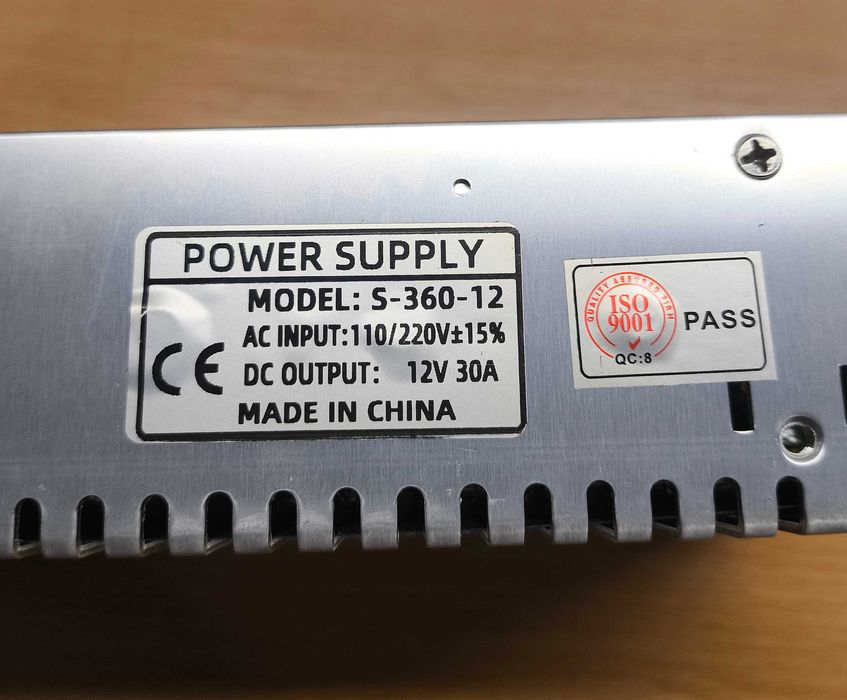 POWER SUPPLY
MODEL: S-360-12
AC INPUT:110/220V±15%
CE
DC OUTPUT: 12V 30A
MADE IN CHINA
QUALITY ASSURED FIRM
ISO
9001
PASS
QC:8